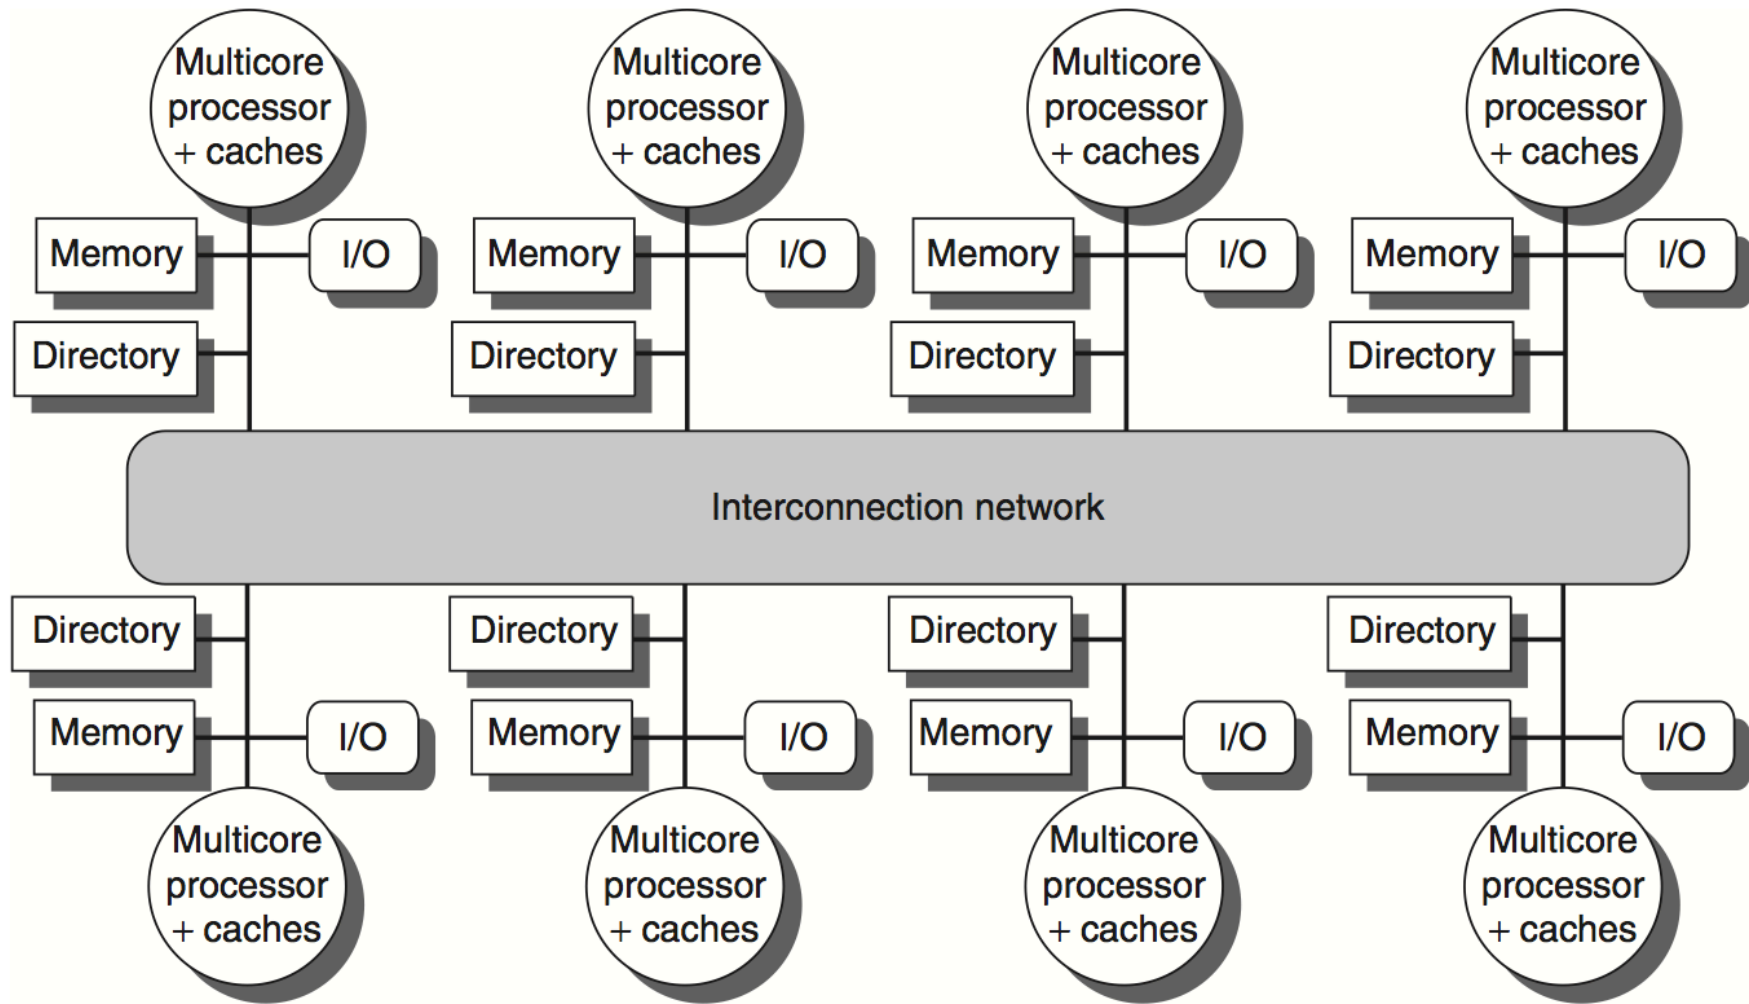 Multicore
processor
+ caches
Multicore
processor
+ caches
Multicore
processor
+ caches
Multicore
processor
+ caches
Memory
I/O
Memory
I/O
Memory
I/O
Memory
I/O
Directory
Directory
Directory
Directory
Interconnection network
Directory
Directory
Directory
Directory
Memory
I/O
Memory
I/O
Memory
I/O
Memory
I/O
Multicore
processor
+ caches
Multicore
processor
+ caches
Multicore
processor
+ caches
Multicore
processor
+ caches